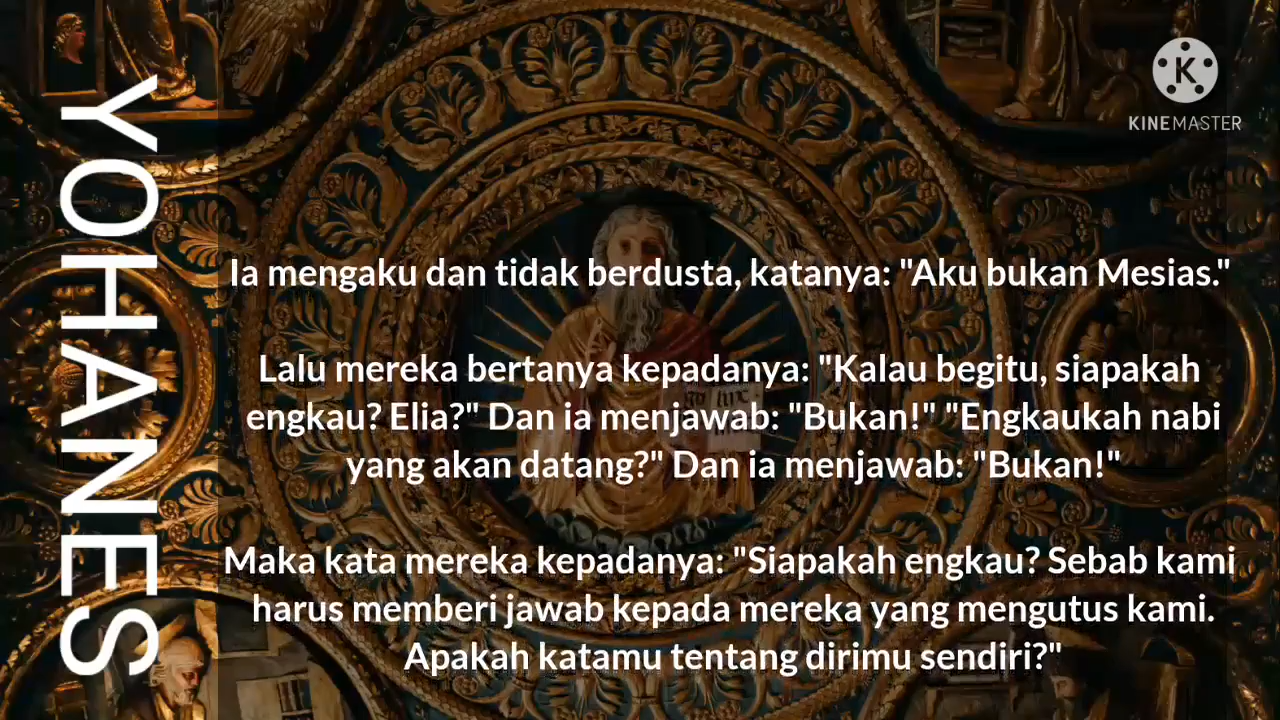 YOHANES
K
KINEMASTER
Ia mengaku dan tidak berdusta, katanya: "Aku bukan Mesias."
Lalu mereka bertanya kepadanya: "Kalau begitu, siapakah
engkau? Elia?" Dan ia menjawab: "Bukan!" "Engkaukah nabi
yang akan datang?" Dan ia menjawab: "Bukan!"
Maka kata mereka kepadanya: "Siapakah engkau? Sebab kami
harus memberi jawab kepada mereka yang mengutus kami.
Apakah katamu tentang dirimu sendiri?"